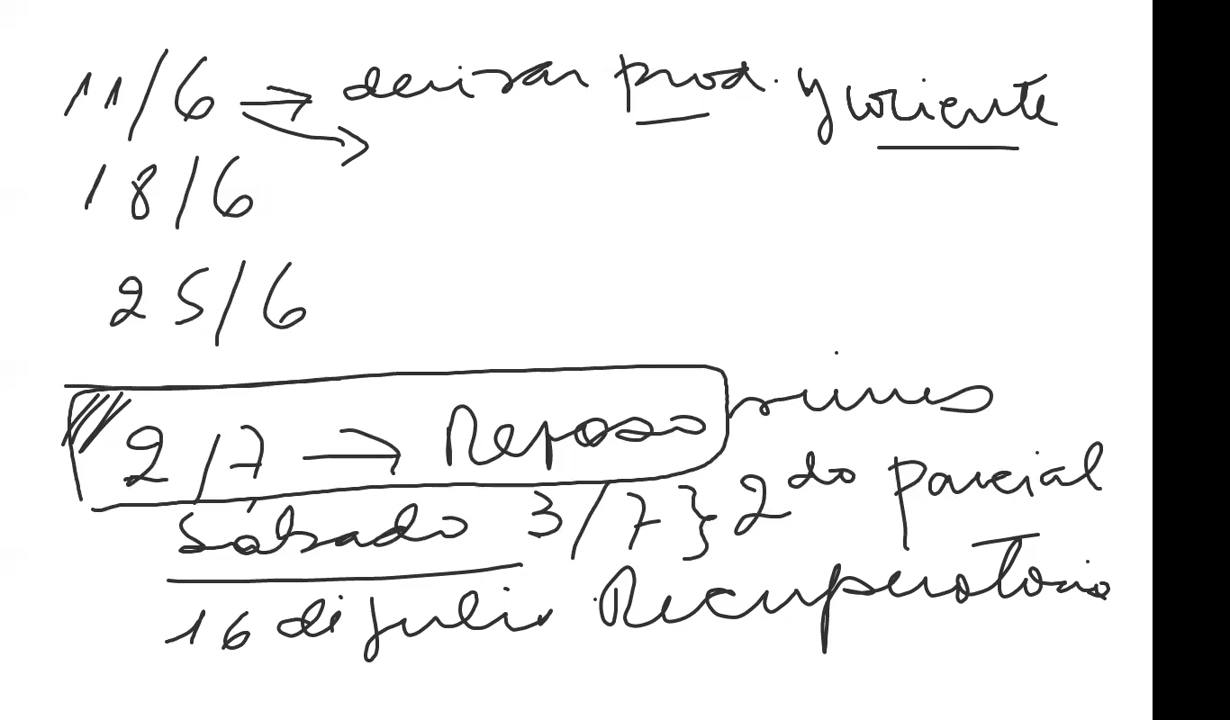 11/6 → derivar prod. y cociente
18/6
25/6
2/7 → Repaso viernes
Sábado 3/7} 2do parcial
16 de julio Recuperatorio